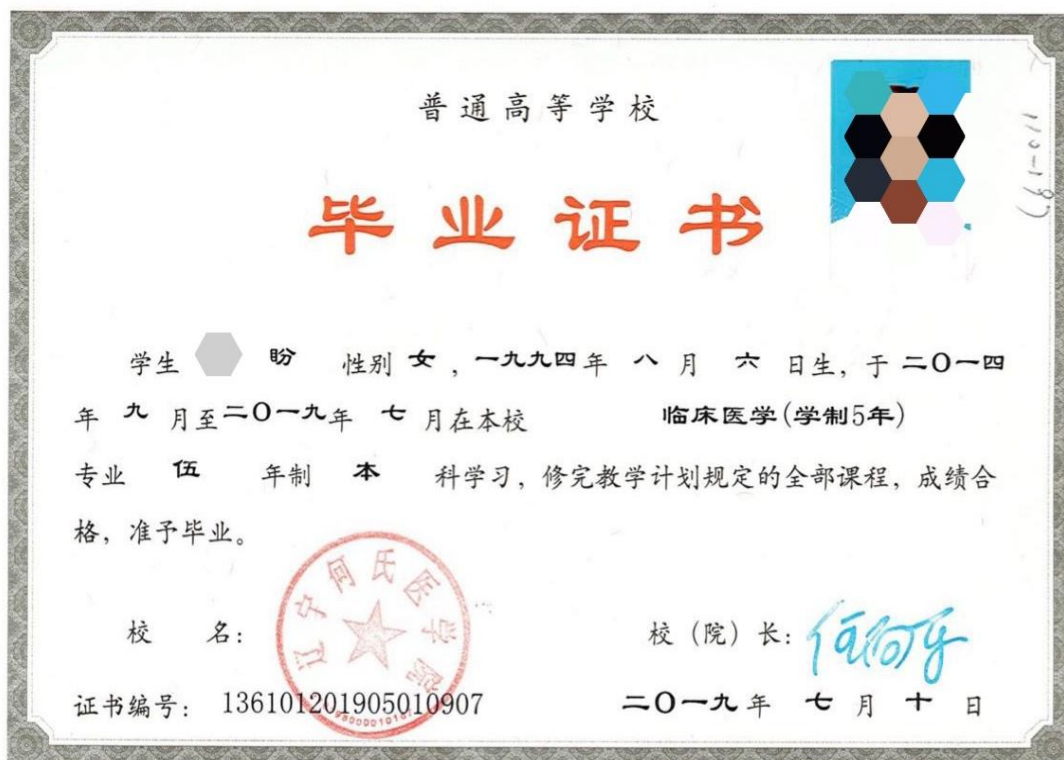 普通高等学校
毕业证书
学生 盼 性别 女，一九九四年 八 月 六 日生，于二〇一四
年 九 月至二〇一九年 七 月在本校 临床医学(学制5年)
专业 伍 年制 本 科学习，修完教学计划规定的全部课程，成绩合
格，准予毕业。
辽宁何氏医学院
校 名： 校（院）长：
证书编号： 136101201905010907 二〇一九年 七 月 十 日